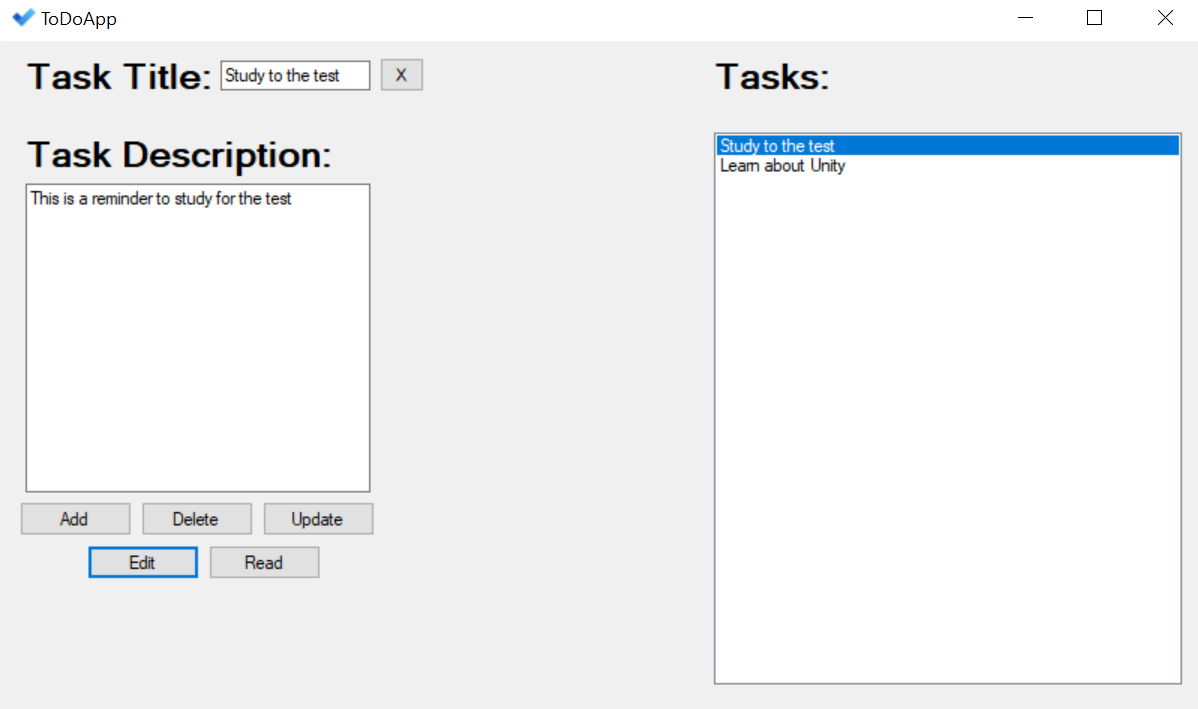 ToDoApp
Task Title: Study to the test X
Task Description:
This is a reminder to study for the test
Add Delete Update
Edit Read
Tasks:
Study to the test
Learn about Unity